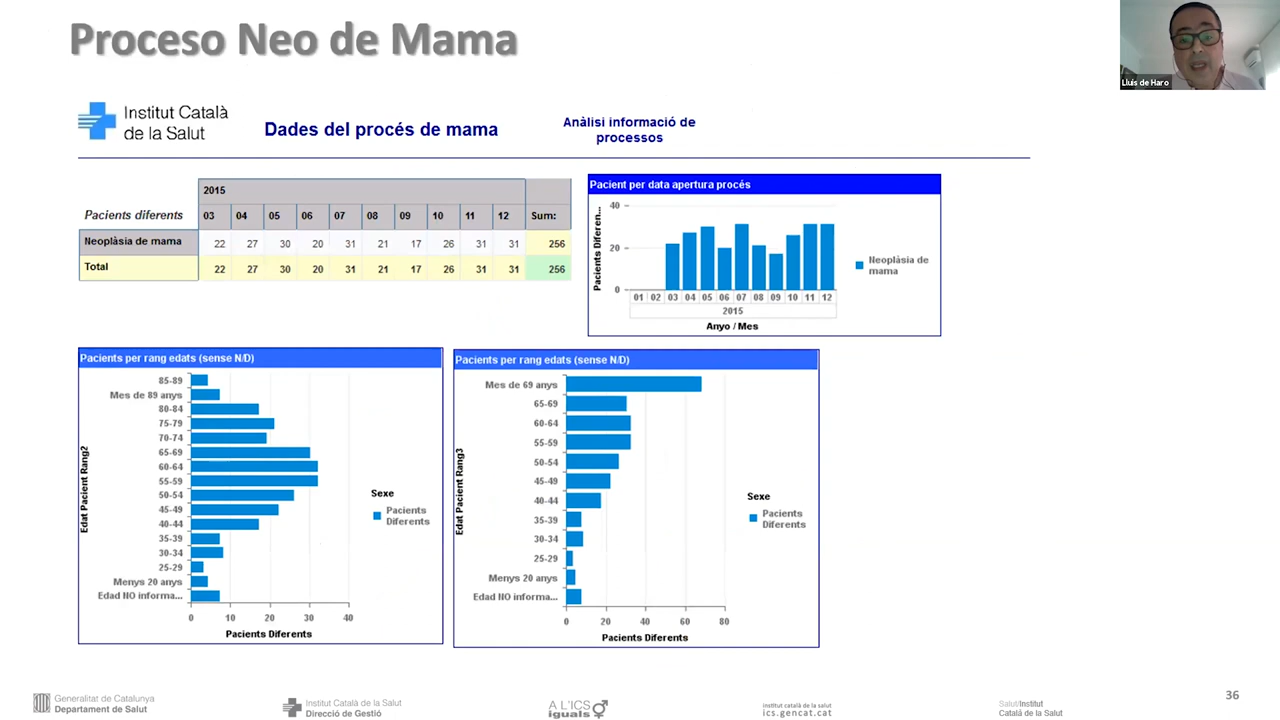 Proceso Neo de Mama
Lluís de Haro
Institut Català
de la Salut
Dades del procés de mama
Anàlisi informació de
processos
2015
Pacients diferents 03 04 05 06 07 08 09 10 11 12 Sum:
Neoplàsia de mama 22 27 30 20 31 21 17 26 31 31 256
Total 22 27 30 20 31 21 17 26 31 31 256
Pacient per data apertura procés
Pacients Diferen...
40
20
0
01 02 03 04 05 06 07 08 09 10 11 12
2015
Anyo / Mes
Neoplàsia de
mama
Pacients per rang edats (sense N/D)
Edat Pacient Rang2
85-89
Mes de 89 anys
80-84
75-79
70-74
65-69
60-64
55-59
50-54
45-49
40-44
35-39
30-34
25-29
Menys 20 anys
Edad NO informa...
0 10 20 30 40
Pacients Diferents
Sexe
Pacients
Diferents
Pacients per rang edats (sense N/D)
Edat Pacient Rang3
Mes de 69 anys
65-69
60-64
55-59
50-54
45-49
40-44
35-39
30-34
25-29
Menys 20 anys
Edad NO informa...
0 20 40 60 80
Pacients Diferents
Sexe
Pacients
Diferents
Generalitat de Catalunya
Departament de Salut
Institut Català de la Salut
Direcció de Gestió
A L'ICS
iguals
institut català de la salut
ics.gencat.cat
Salut/Institut
Català de la Salut
36